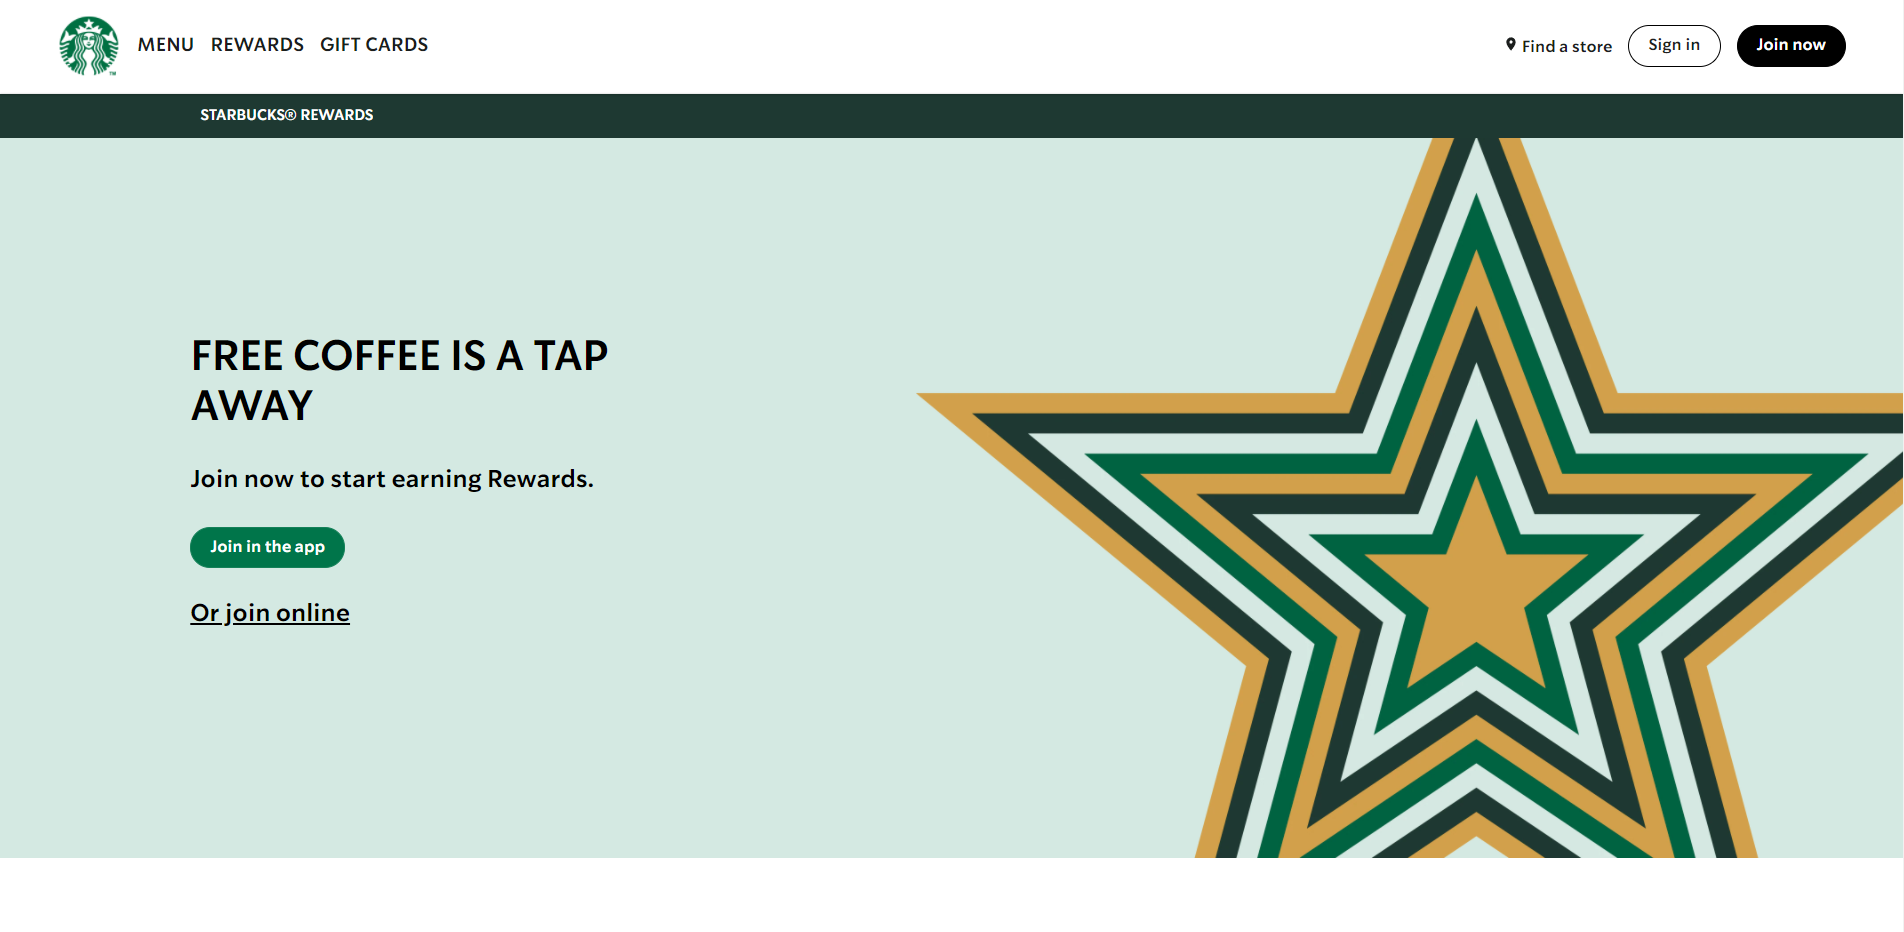 MENU REWARDS GIFT CARDS
Find a store Sign in Join now
STARBUCKS® REWARDS
FREE COFFEE IS A TAP
AWAY
Join now to start earning Rewards.
Join in the app
Or join online